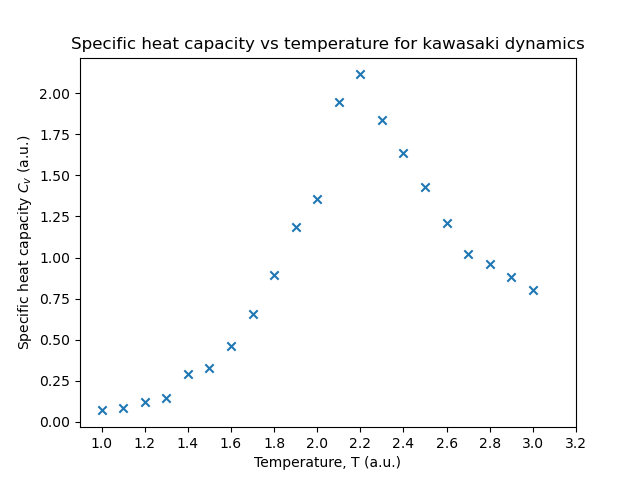 Specific heat capacity vs temperature for kawasaki dynamics
Specific heat capacity $C_v$ (a.u.)
2.00
1.75
1.50
1.25
1.00
0.75
0.50
0.25
0.00
1.0 1.2 1.4 1.6 1.8 2.0 2.2 2.4 2.6 2.8 3.0 3.2
Temperature, T (a.u.)